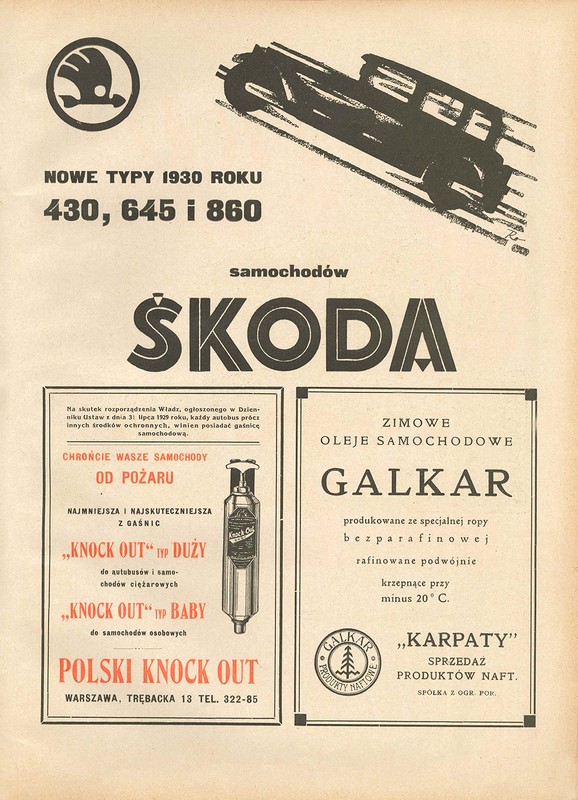 NOWE TYPY 1930 ROKU
430, 645 i 860
samochodów
ŠKODA
Na skutek rozporządzenia Władz, ogłoszonego w Dzien-
niku Ustaw z dnia 31 lipca 1929 roku, każdy autobus prócz
innych środków ochronnych, winien posiadać gaśnicę
samochodową.
CHROŃCIE WASZE SAMOCHODY
OD POŻARU
NAJMNIEJSZA I NAJSKUTECZNIEJSZA
Z GAŚNIC
„KNOCK OUT“ TYP DUŻY
do autobusów i samo-
chodów ciężarowych
„KNOCK OUT“ TYP BABY
do samochodów osobowych
Knock Out
POLSKI KNOCK OUT
WARSZAWA, TRĘBACKA 13 TEL. 322-85
ZIMOWE
OLEJE SAMOCHODOWE
GALKAR
produkowane ze specjalnej ropy
bezparafinowej
rafinowane podwójnie
krzepnące przy
minus 20° C.
GALKAR
PRODUKTY NAFTOWE
„KARPATY”
SPRZEDAŻ
PRODUKTÓW NAFT.
SPÓŁKA Z OGR. POR.